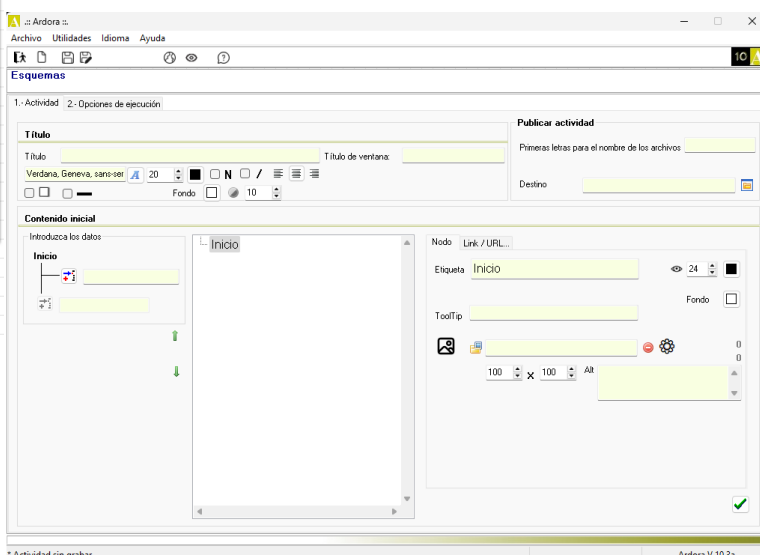 .:: Ardora ::.
Archivo Utilidades Idioma Ayuda
10
Esquemas
1.- Actividad 2.- Opciones de ejecución
Título
Publicar actividad
Título
Título de ventana:
Primeras letras para el nombre de los archivos
Verdana, Geneva, sans-ser
20
N
Fondo
10
Destino
Contenido inicial
Introduzca los datos
Inicio
Inicio
Nodo Link / URL...
Etiqueta Inicio
24
Fondo
ToolTip
0
0
100 x 100 Alt
* Actividad sin grabar
Ardora V 10.3a